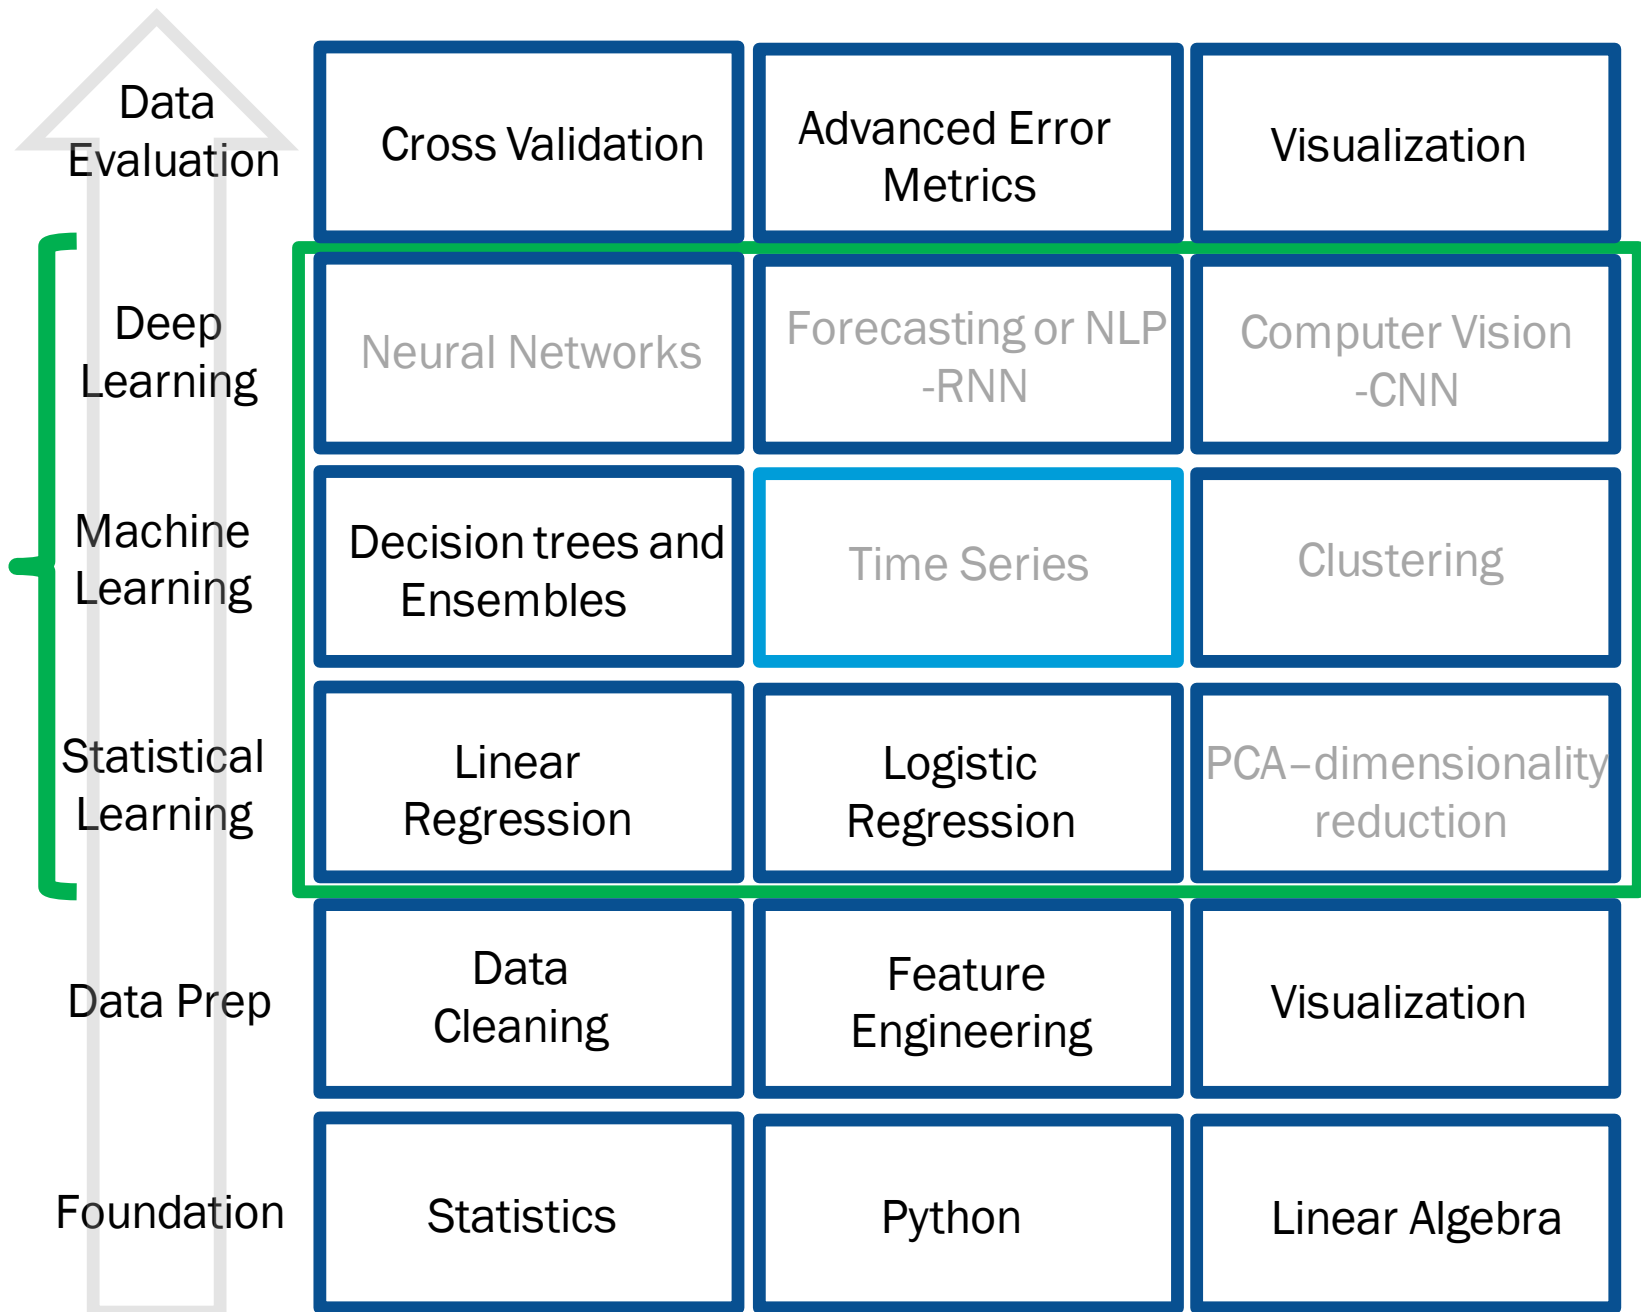 Data
Evaluation
Cross Validation
Advanced Error
Metrics
Visualization
Deep
Learning
Neural Networks
Forecasting or NLP
-RNN
Computer Vision
-CNN
Machine
Learning
Decision trees and
Ensembles
Time Series
Clustering
Statistical
Learning
Linear
Regression
Logistic
Regression
PCA–dimensionality
reduction
Data Prep
Data
Cleaning
Feature
Engineering
Visualization
Foundation
Statistics
Python
Linear Algebra